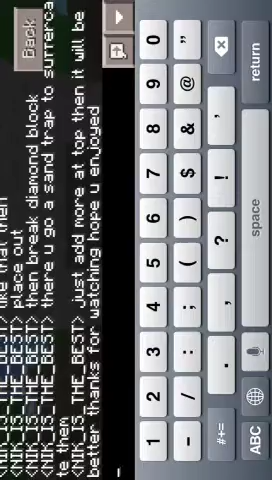 Back
<NIK_IS_THE_BEST> like that then
<NIK_IS_THE_BEST> place out
<NIK_IS_THE_BEST> then break diamond block
<NIK_IS_THE_BEST> there u go a sand trap to sufferca
te them
<NIK_IS_THE_BEST> just add more at top then it will be
better thanks for watching hope u enjoyed
_
1 2 3 4 5 6 7 8 9 0
- / : ; ( ) $ & @ "
#+= . , ? ! '
ABC space return